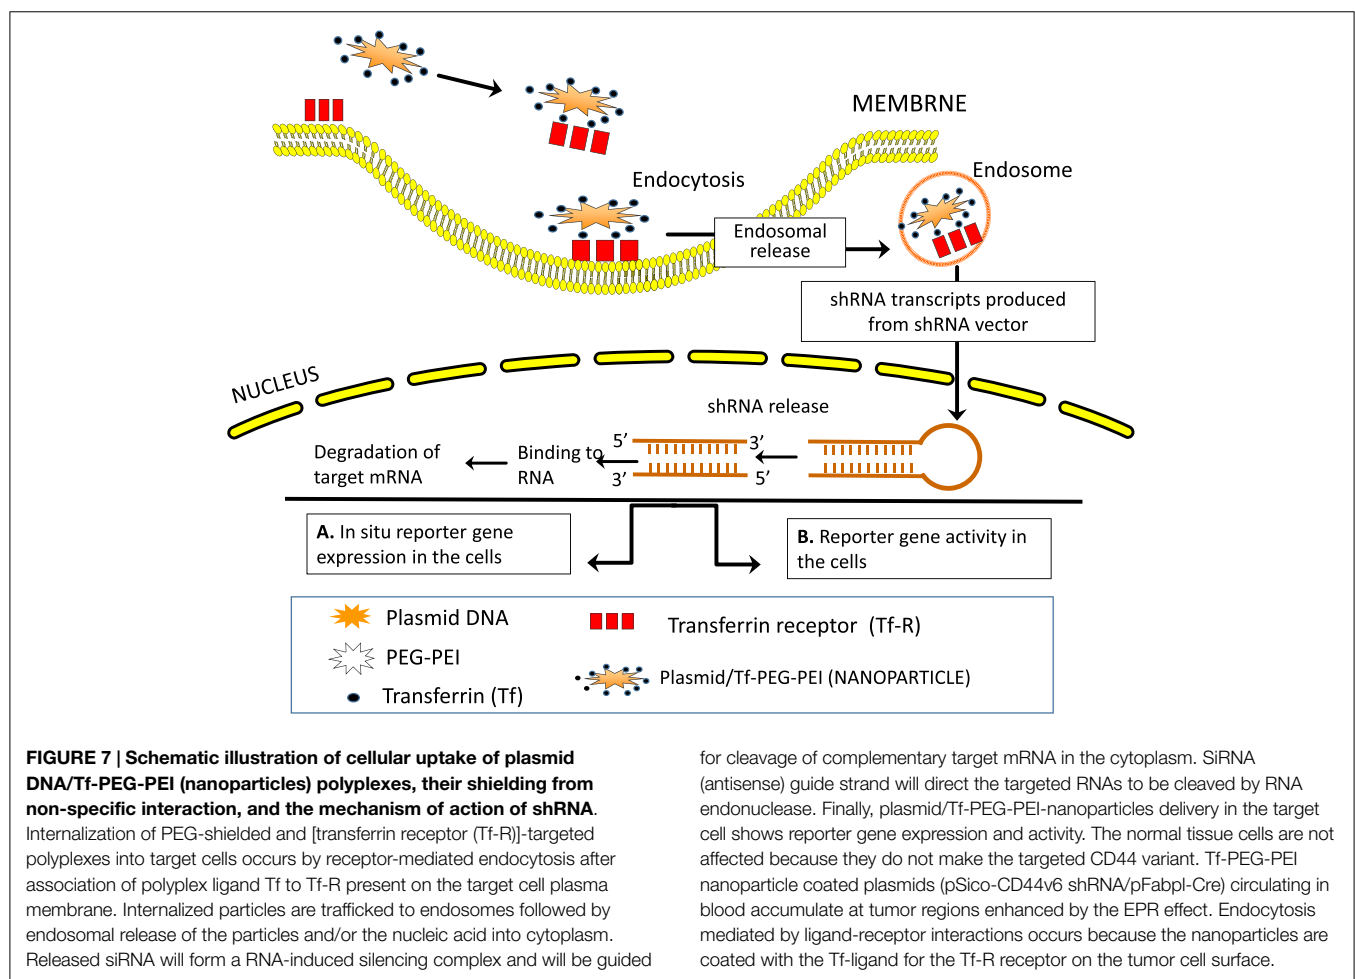 MEMBRNE
Endocytosis
Endosome
Endosomal
release
shRNA transcripts produced
from shRNA vector
NUCLEUS
shRNA release
Degradation of
target mRNA
Binding to
RNA
5’
3’
3’
5’
A. In situ reporter gene
expression in the cells
B. Reporter gene activity in
the cells
Plasmid DNA
PEG-PEI
Transferrin (Tf)
Transferrin receptor (Tf-R)
Plasmid/Tf-PEG-PEI (NANOPARTICLE)
FIGURE 7 | Schematic illustration of cellular uptake of plasmid
DNA/Tf-PEG-PEI (nanoparticles) polyplexes, their shielding from
non-specific interaction, and the mechanism of action of shRNA.
Internalization of PEG-shielded and [transferrin receptor (Tf-R)]-targeted
polyplexes into target cells occurs by receptor-mediated endocytosis after
association of polyplex ligand Tf to Tf-R present on the target cell plasma
membrane. Internalized particles are trafficked to endosomes followed by
endosomal release of the particles and/or the nucleic acid into cytoplasm.
Released siRNA will form a RNA-induced silencing complex and will be guided
for cleavage of complementary target mRNA in the cytoplasm. SiRNA
(antisense) guide strand will direct the targeted RNAs to be cleaved by RNA
endonuclease. Finally, plasmid/Tf-PEG-PEI-nanoparticles delivery in the target
cell shows reporter gene expression and activity. The normal tissue cells are not
affected because they do not make the targeted CD44 variant. Tf-PEG-PEI
nanoparticle coated plasmids (pSico-CD44v6 shRNA/pFabpl-Cre) circulating in
blood accumulate at tumor regions enhanced by the EPR effect. Endocytosis
mediated by ligand-receptor interactions occurs because the nanoparticles are
coated with the Tf-ligand for the Tf-R receptor on the tumor cell surface.